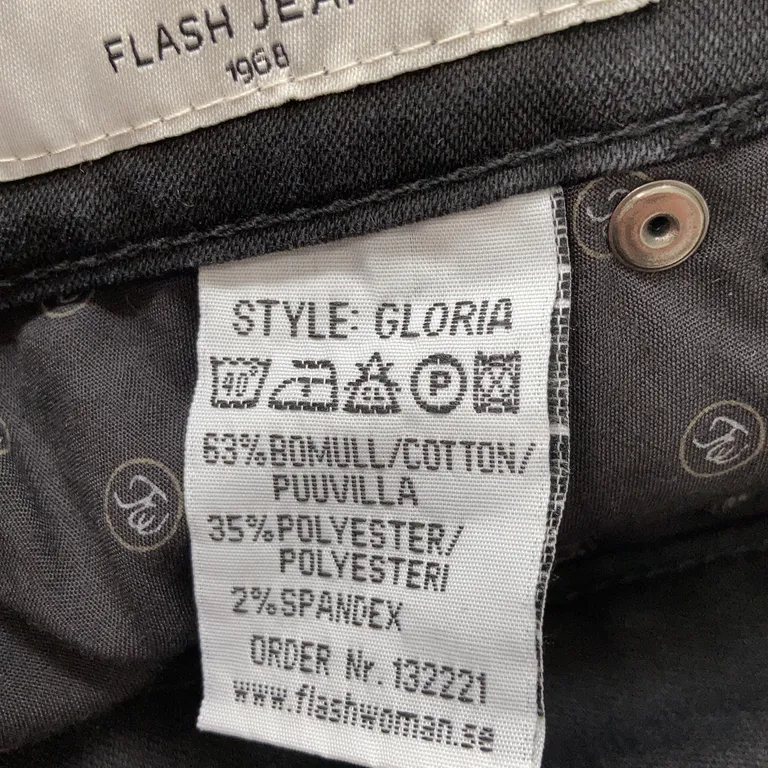 FLASH JEA
1968
STYLE: GLORIA
40° P
63% BOMULL/COTTON/
PUUVILLA
35% POLYESTER/
POLYESTERI
2% SPANDEX
ORDER Nr. 132221
www.flashwoman.se